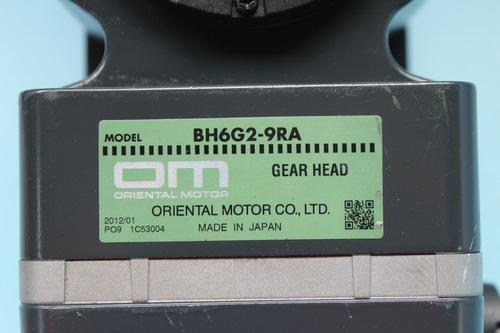 MODEL BH6G2-9RA
om GEAR HEAD
ORIENTAL MOTOR
ORIENTAL MOTOR CO., LTD.
2012/01
PO9 1C53004 MADE IN JAPAN